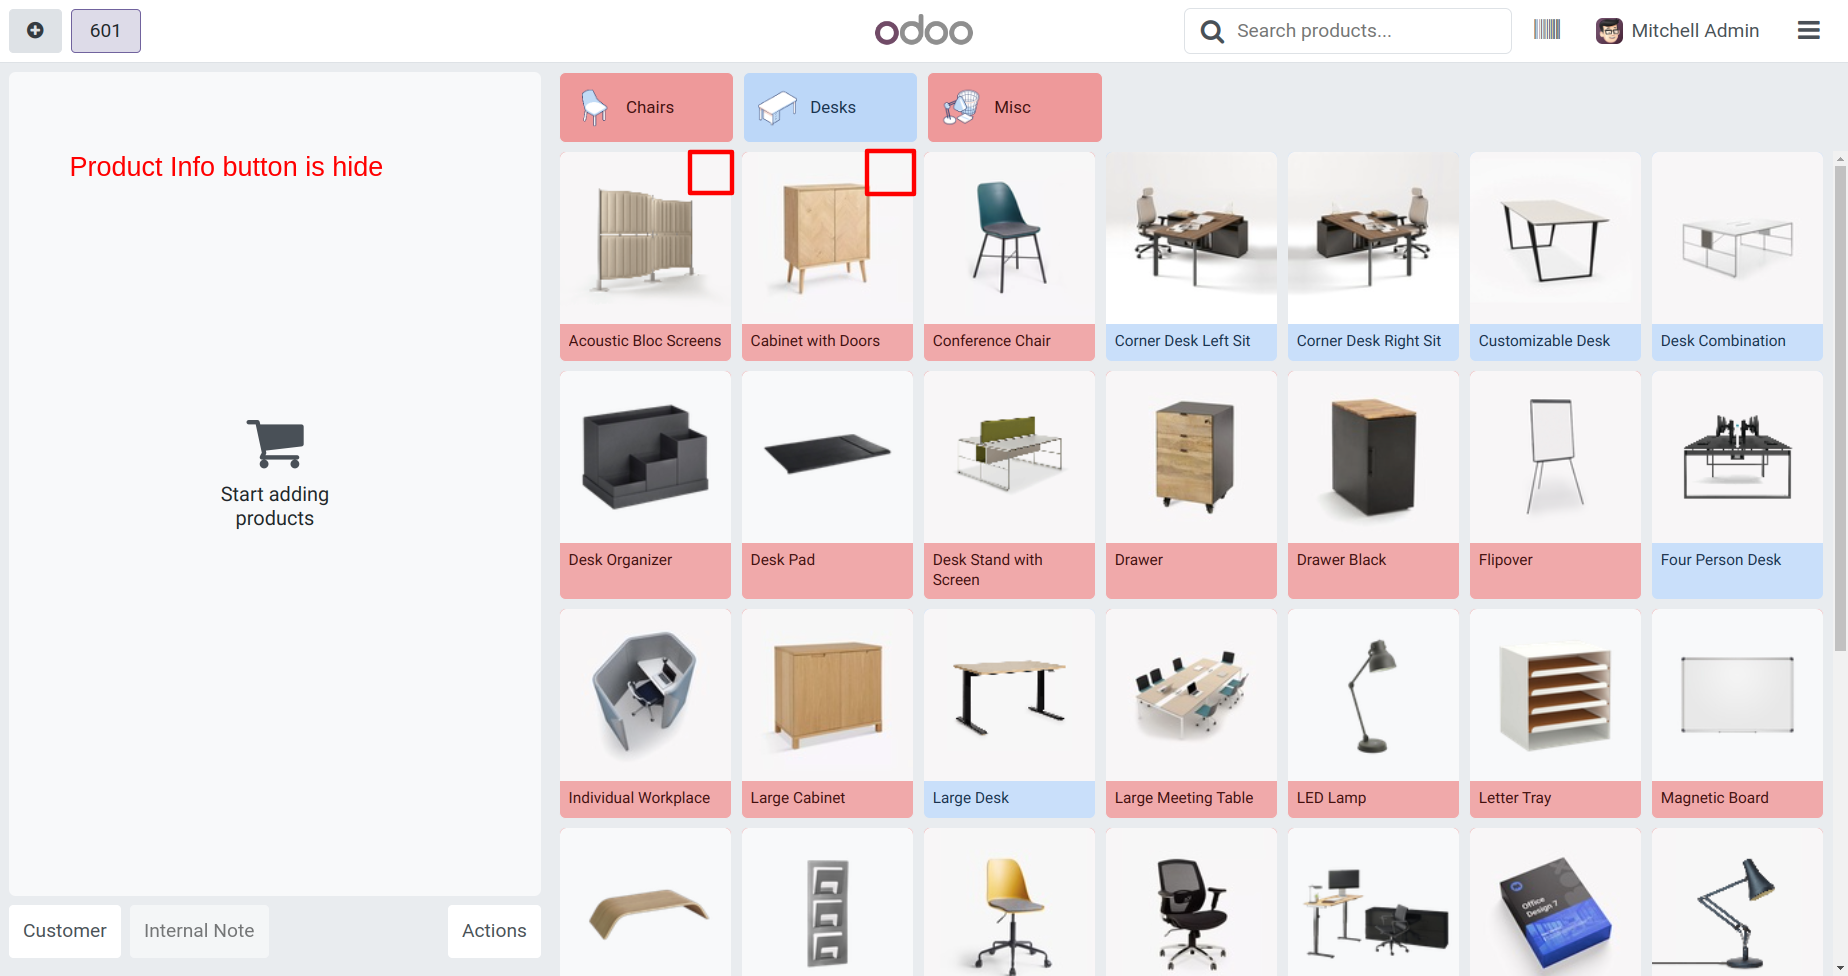 601
odoo
Search products...
Mitchell Admin
Chairs
Desks
Misc
Product Info button is hide
Acoustic Bloc Screens
Cabinet with Doors
Conference Chair
Corner Desk Left Sit
Corner Desk Right Sit
Customizable Desk
Desk Combination
Start adding
products
Desk Organizer
Desk Pad
Desk Stand with
Screen
Drawer
Drawer Black
Flipover
Four Person Desk
Individual Workplace
Large Cabinet
Large Desk
Large Meeting Table
LED Lamp
Letter Tray
Magnetic Board
Office
Design 7
Customer
Internal Note
Actions